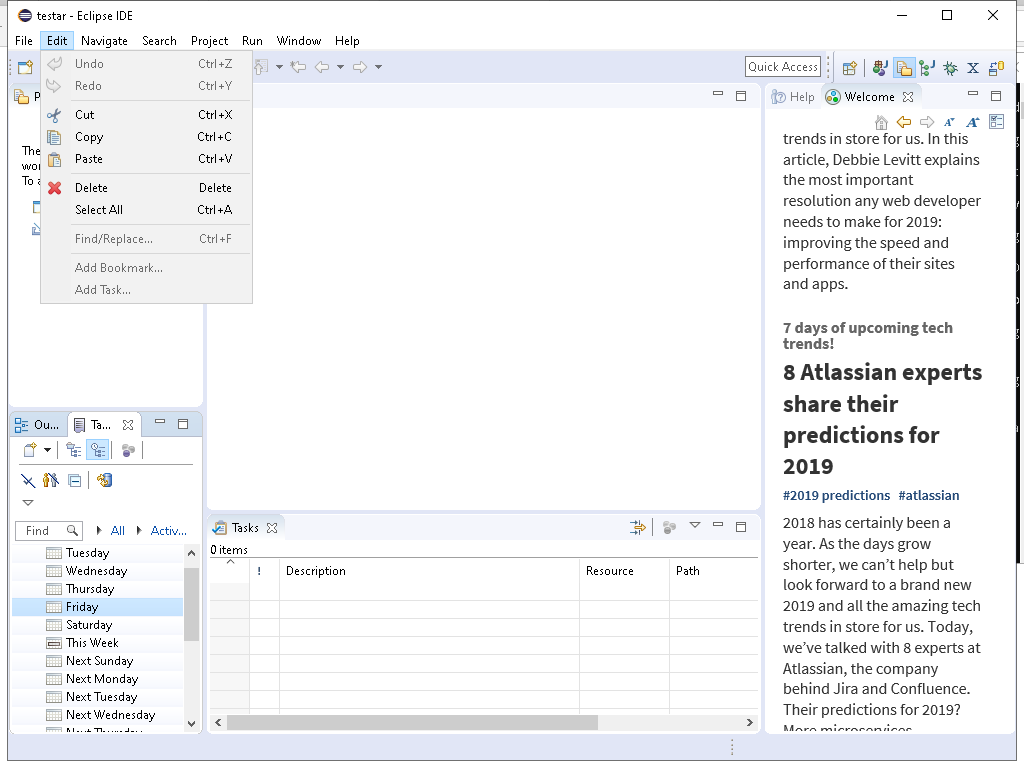 testar - Eclipse IDE
File Edit Navigate Search Project Run Window Help
Undo Ctrl+Z
Redo Ctrl+Y
Cut Ctrl+X
Copy Ctrl+C
Paste Ctrl+V
Delete Delete
Select All Ctrl+A
Find/Replace... Ctrl+F
Add Bookmark...
Add Task...
Quick Access
Ou... Ta...
Find All Activ...
Tuesday
Wednesday
Thursday
Friday
Saturday
This Week
Next Sunday
Next Monday
Next Tuesday
Next Wednesday
Next Thursday
Tasks
0 items
! Description Resource Path
Help Welcome
trends in store for us. In this
article, Debbie Levitt explains
the most important
resolution any web developer
needs to make for 2019:
improving the speed and
performance of their sites
and apps.
7 days of upcoming tech
trends!
8 Atlassian experts
share their
predictions for
2019
#2019 predictions #atlassian
2018 has certainly been a
year. As the days grow
shorter, we can’t help but
look forward to a brand new
2019 and all the amazing tech
trends in store for us. Today,
we’ve talked with 8 experts at
Atlassian, the company
behind Jira and Confluence.
Their predictions for 2019?
More microservices